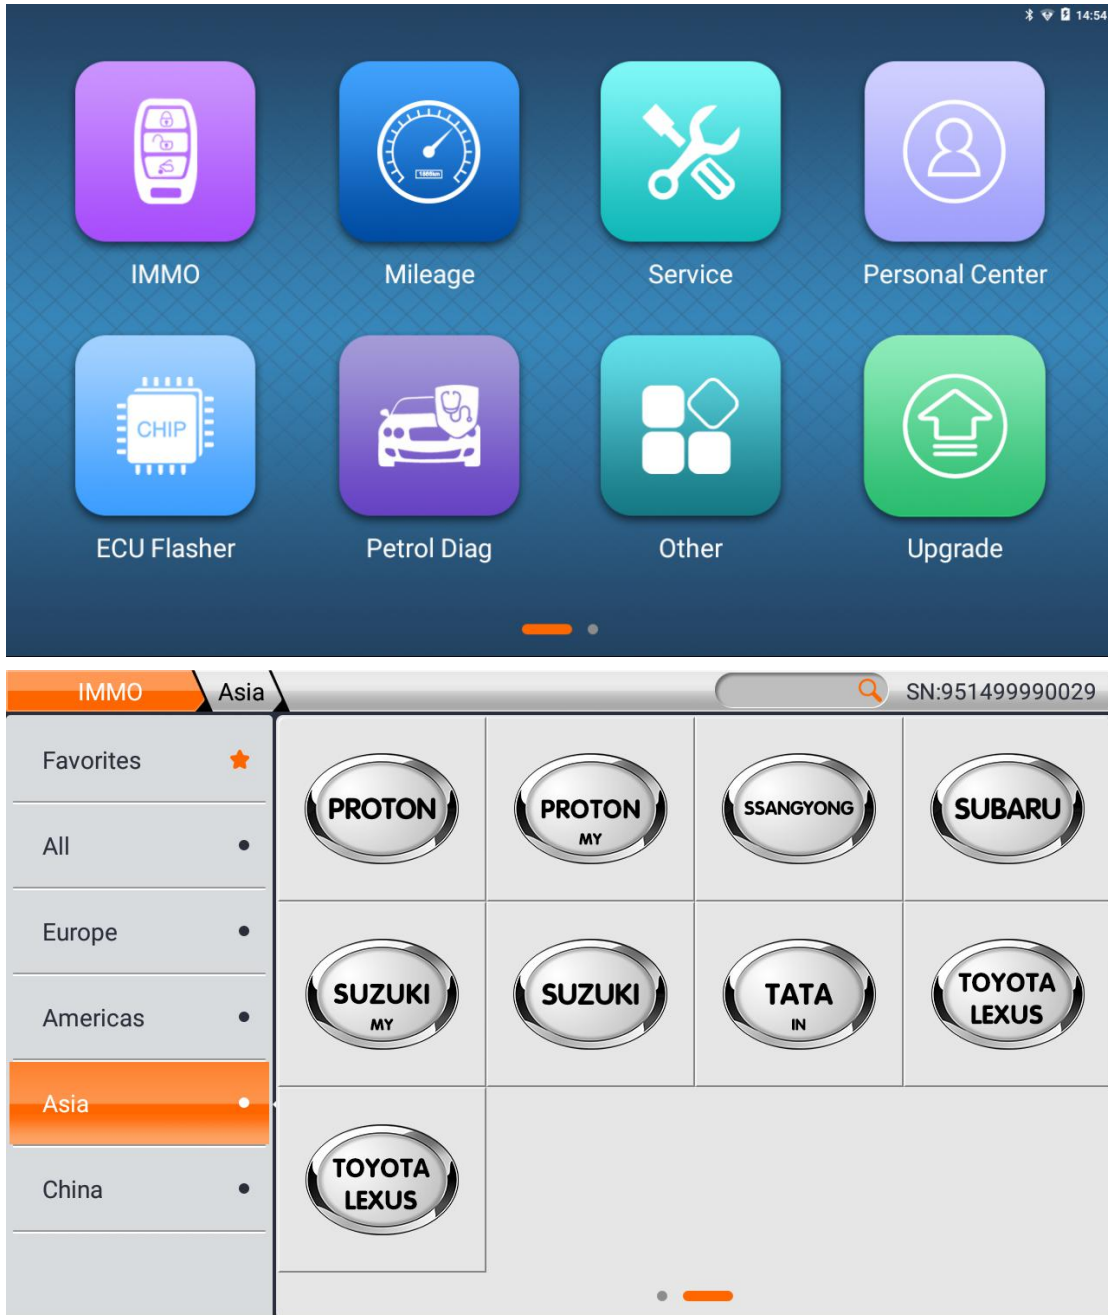 14:54
IMMO
Mileage
Service
Personal Center
CHIP
ECU Flasher
Petrol Diag
Other
Upgrade
IMMO
Asia
SN:951499990029
Favorites
All
Europe
Americas
Asia
China
PROTON
PROTON
MY
SSANGYONG
SUBARU
SUZUKI
MY
SUZUKI
TATA
IN
TOYOTA
LEXUS
TOYOTA
LEXUS